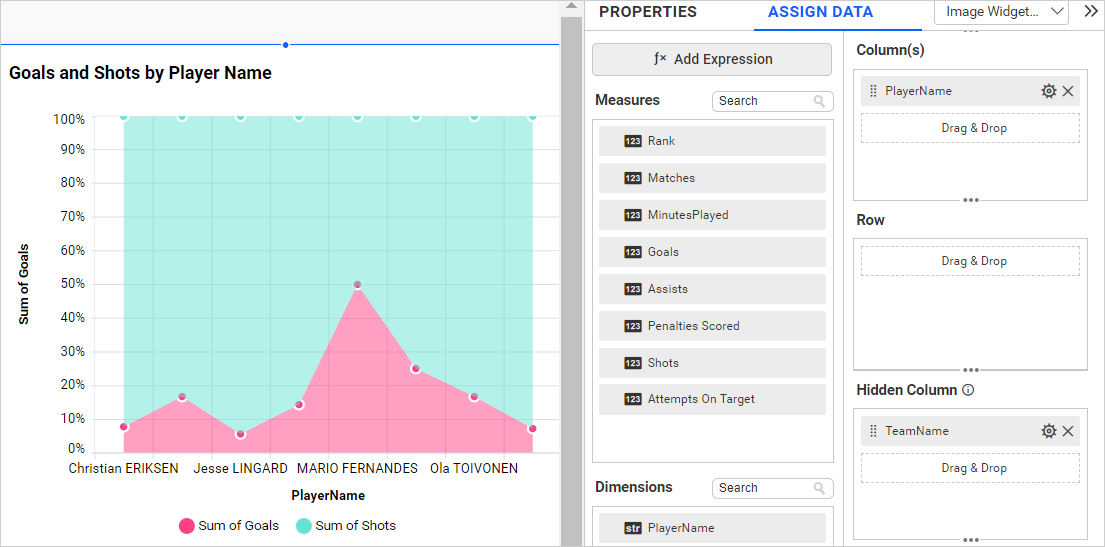 Goals and Shots by Player Name
100%
90%
80%
70%
60%
50%
40%
30%
20%
10%
0%
Sum of Goals
Christian ERIKSEN Jesse LINGARD MARIO FERNANDES Ola TOIVONEN
PlayerName
Sum of Goals Sum of Shots
PROPERTIES ASSIGN DATA Image Widget...
fx Add Expression
Measures Search
123 Rank
123 Matches
123 MinutesPlayed
123 Goals
123 Assists
123 Penalties Scored
123 Shots
123 Attempts On Target
Dimensions Search
str PlayerName
Column(s)
PlayerName
Drag & Drop
Row
Drag & Drop
Hidden Column
TeamName
Drag & Drop